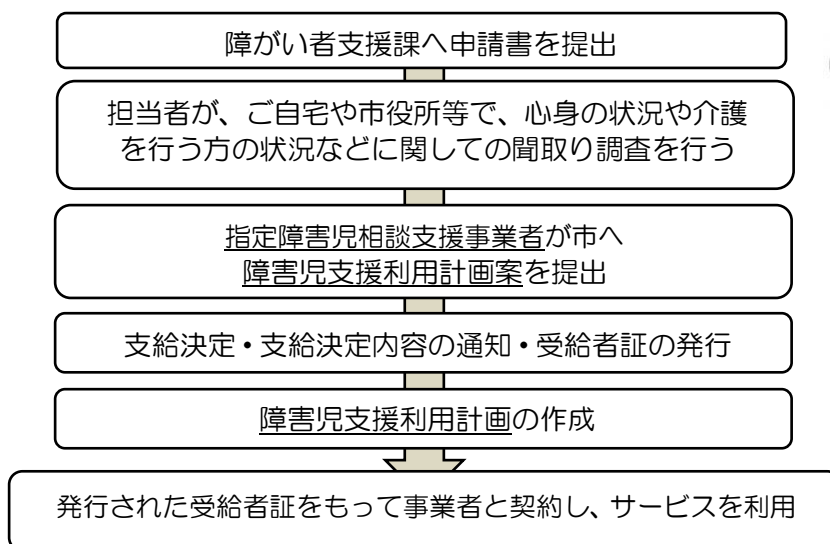 障がい者支援課へ申請書を提出
担当者が、ご自宅や市役所等で、心身の状況や介護
を行う方の状況などに関しての聞取り調査を行う
指定障害児相談支援事業者が市へ
障害児支援利用計画案を提出
支給決定・支給決定内容の通知・受給者証の発行
障害児支援利用計画の作成
発行された受給者証をもって事業者と契約し、サービスを利用